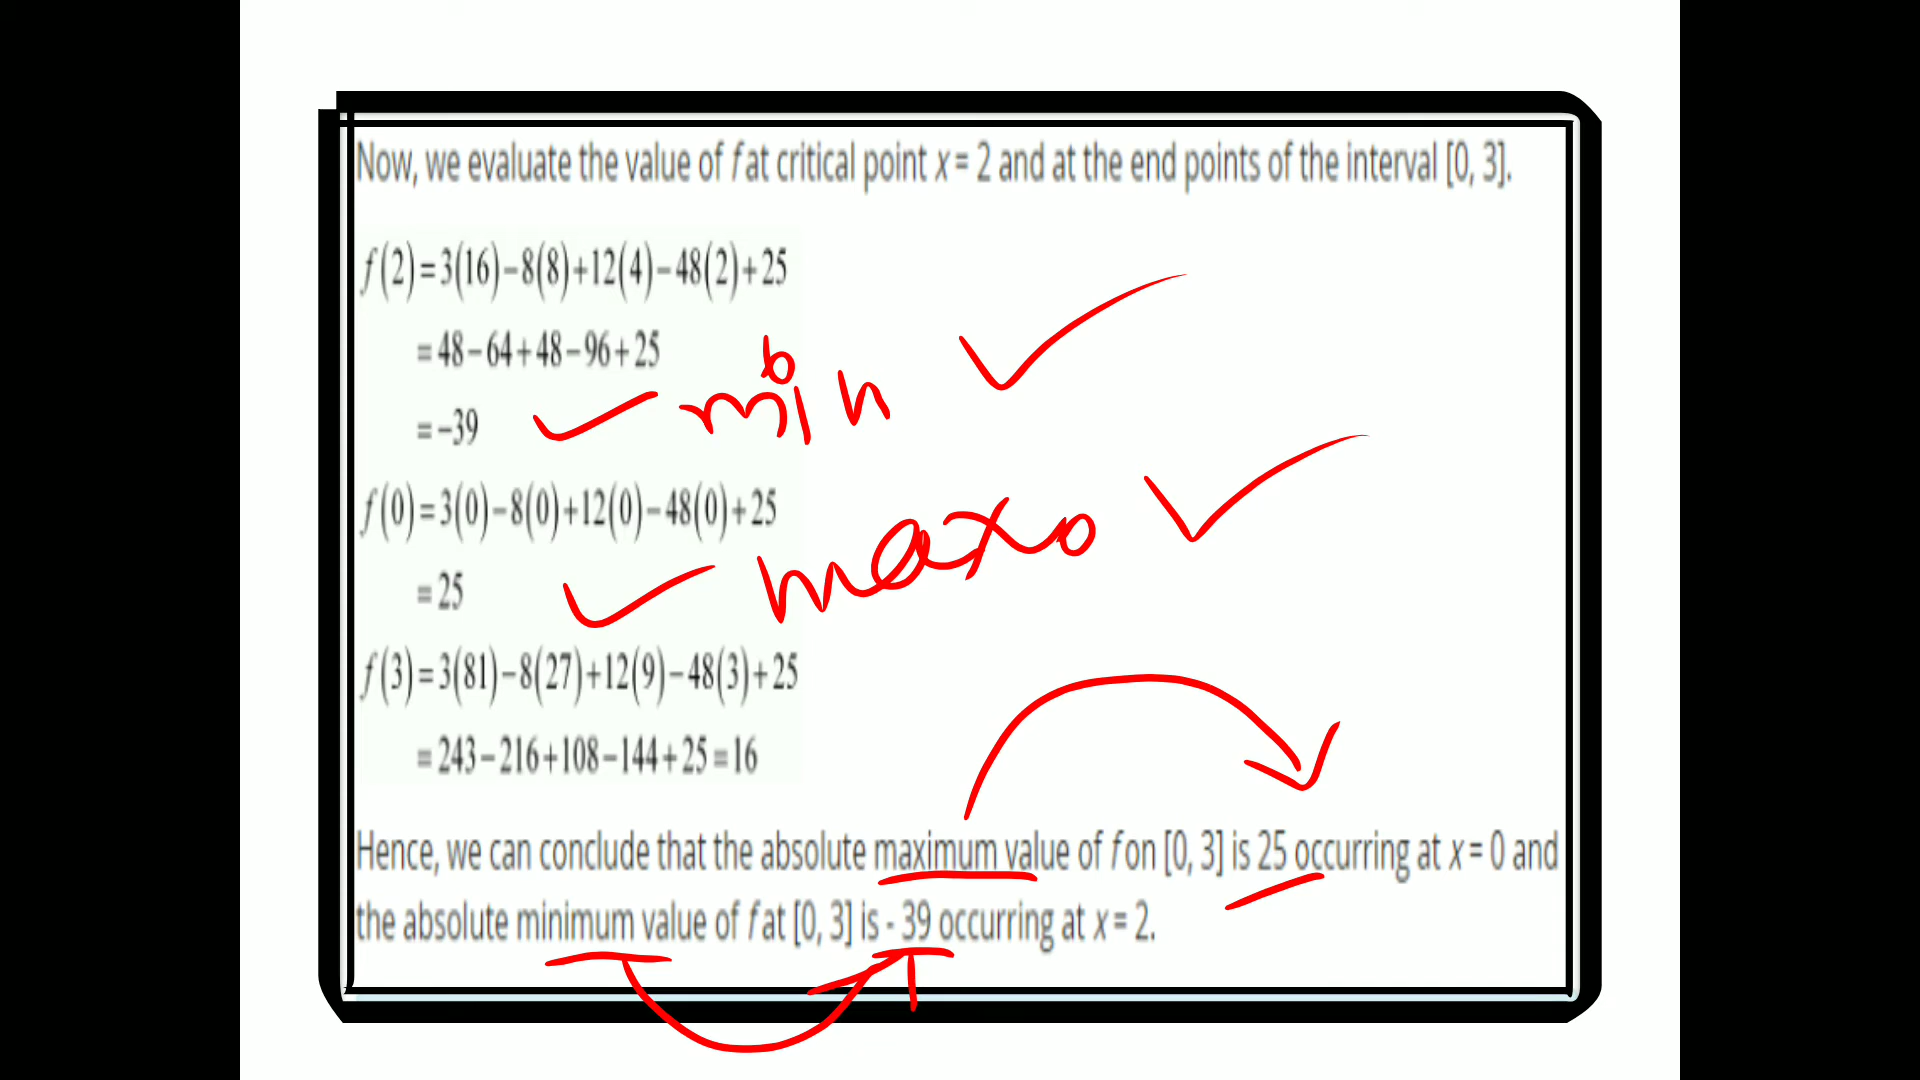 Now, we evaluate the value of f at critical point x = 2 and at the end points of the interval [0, 3].
f(2) = 3(16) − 8(8) + 12(4) − 48(2) + 25
= 48 − 64 + 48 − 96 + 25
= −39
min
f(0) = 3(0) − 8(0) + 12(0) − 48(0) + 25
= 25
max
f(3) = 3(81) − 8(27) + 12(9) − 48(3) + 25
= 243 − 216 + 108 − 144 + 25 = 16
Hence, we can conclude that the absolute maximum value of f on [0, 3] is 25 occurring at x = 0 and
the absolute minimum value of f at [0, 3] is - 39 occurring at x = 2.